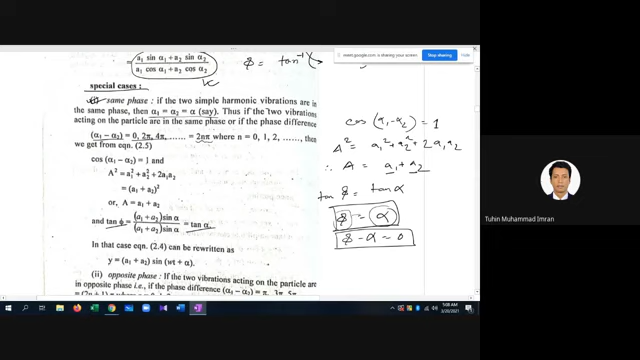 = a₁ sin α₁+a₂ sin α₂ / a₁ cos α₁+a₂ cos α₂
ϕ = tan⁻¹
meet.google.com is sharing your screen. Stop sharing Hide
special cases :
(i) same phase : if the two simple harmonic vibrations are in
the same phase, then α₁ = α₂ = α (say). Thus if the two vibrations
acting on the particle are in same phase or if the phase difference
(α₁ − α₂) = 0, 2π, 4π, ........ = 2nπ where n = 0, 1, 2, ........, then
we get from eqn. (2.5)
cos (α₁ − α₂) = 1 and
A² = a₁² + a₂² + 2a₁a₂
= (a₁ + a₂)²
or, A = a₁ + a₂
and tan ϕ = (a₁ + a₂) sin α / (a₁ + a₂) sin α = tan α.
In that case eqn (2.4) can be rewritten as
y = (a₁ + a₂) sin (wt + α).
(ii) opposite phase : If the two vibrations acting on the particle are
in opposite phase i.e., if the phase difference (α₁ − α₂) = π, 3π, 5π
cos (α₁ − α₂) = 1
A² = a₁² + a₂² + 2a₁a₂
∴ A = a₁ + a₂
tan ϕ = tan α
ϕ = α
ϕ − α = 0
Tuhin Muhammad Imran
5:08 AM
3/20/2021